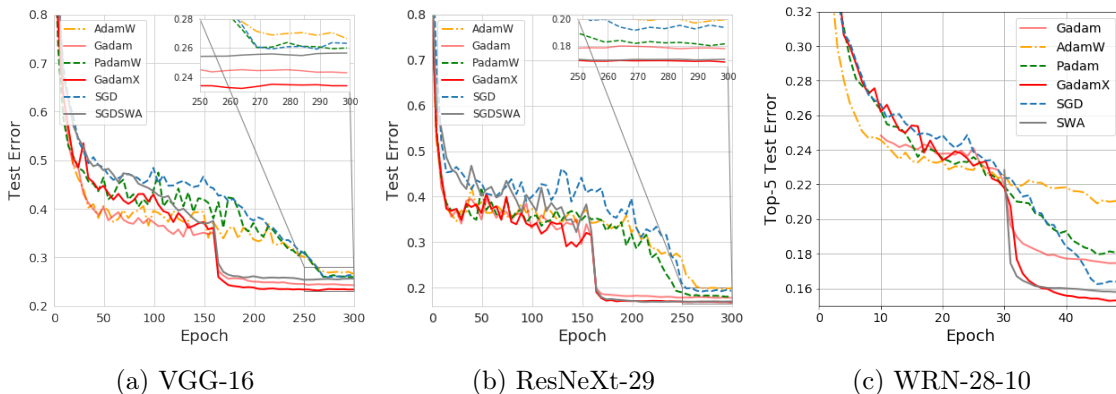 AdamW
Gadam
PadamW
GadamX
SGD
SGDSWA
0.28
0.26
0.24
250 260 270 280 290 300
0.8
0.7
0.6
0.5
0.4
0.3
0.2
Test Error
0 50 100 150 200 250 300
Epoch
(a) VGG-16
AdamW
Gadam
PadamW
GadamX
SGD
SGDSWA
0.20
0.18
250 260 270 280 290 300
0.8
0.7
0.6
0.5
0.4
0.3
0.2
Test Error
0 50 100 150 200 250 300
Epoch
(b) ResNeXt-29
Gadam
AdamW
Padam
GadamX
SGD
SWA
0.32
0.30
0.28
0.26
0.24
0.22
0.20
0.18
0.16
Top-5 Test Error
0 10 20 30 40
Epoch
(c) WRN-28-10